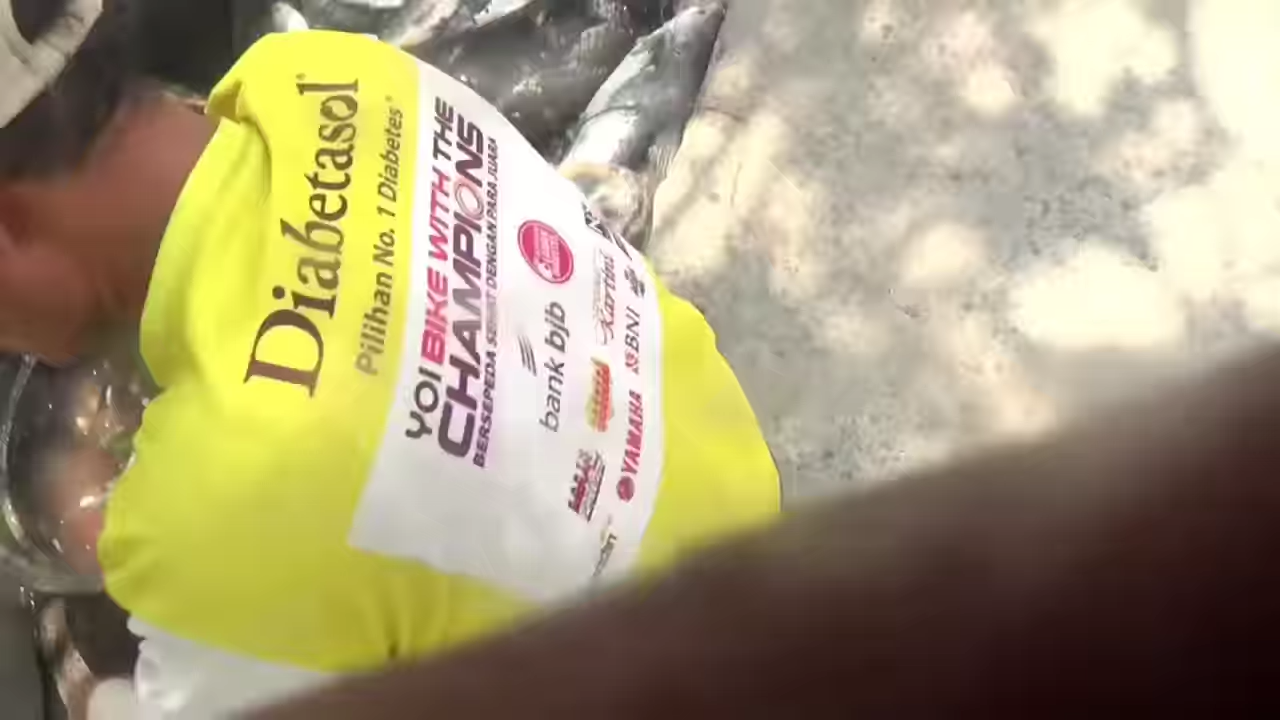 Diabetasol
Pilihan No. 1 Diabetes
YOI BIKE WITH THE
CHAMPIONS
BERSEPEDA SEHAT DENGAN PARA JUARA
bank bjb
Kartini
BNI
YAMAHA